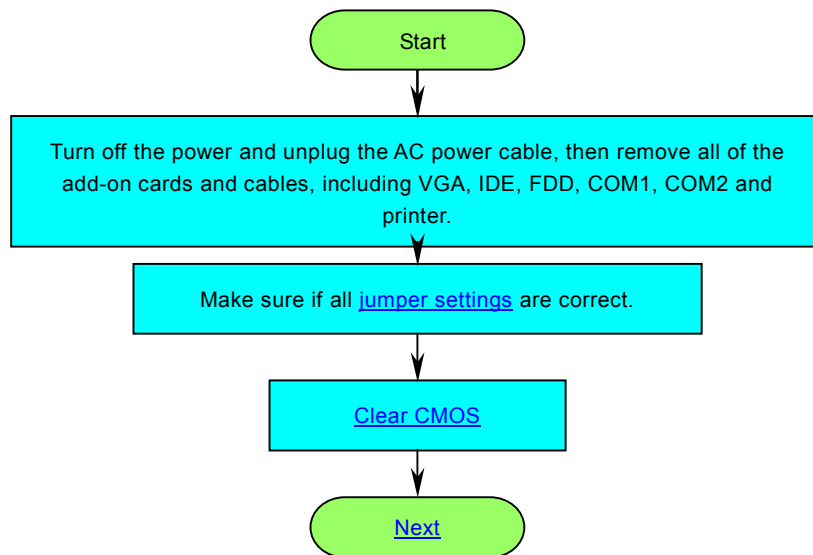 Start
Turn off the power and unplug the AC power cable, then remove all of the
add-on cards and cables, including VGA, IDE, FDD, COM1, COM2 and
printer.
Make sure if all jumper settings are correct.
Clear CMOS
Next